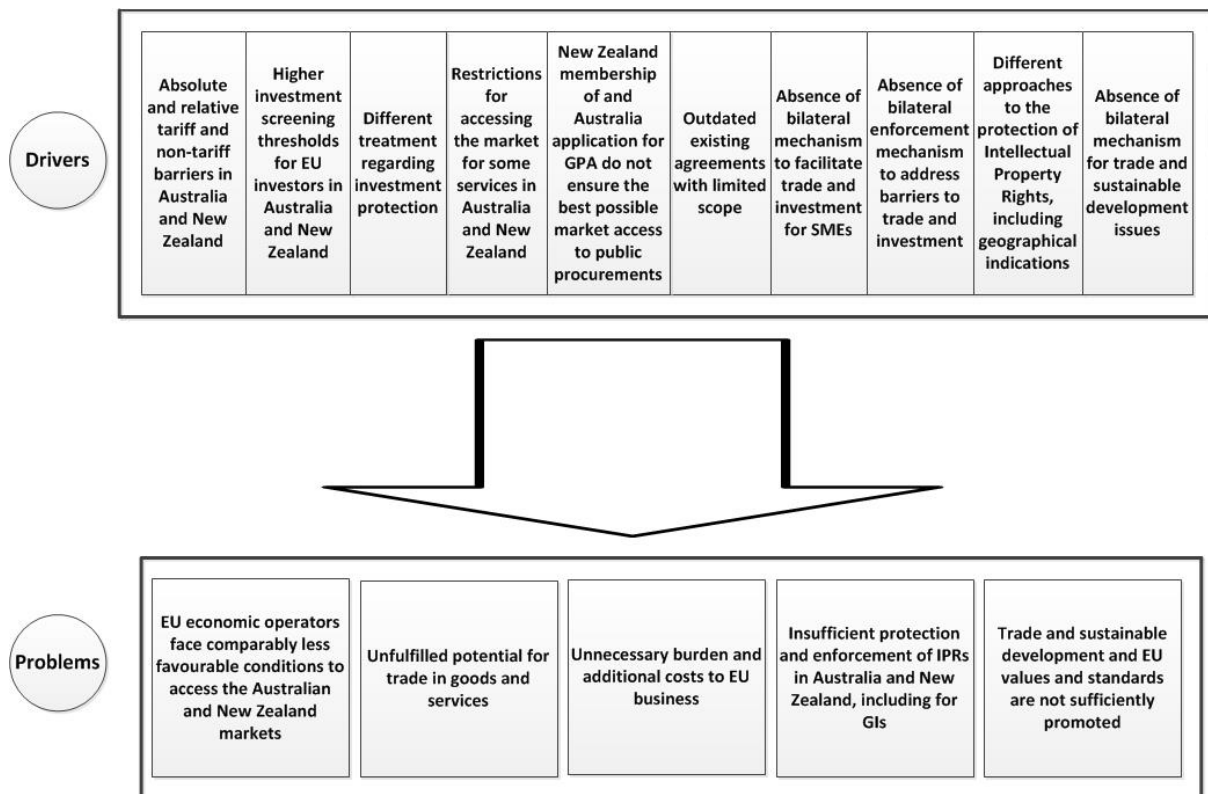 Drivers
Absolute
and relative
tariff and
non-tariff
barriers in
Australia
and New
Zealand
Higher
investment
screening
thresholds
for EU
investors in
Australia
and New
Zealand
Different
treatment
regarding
investment
protection
Restrictions
for
accessing
the market
for some
services in
Australia
and New
Zealand
New Zealand
membership
of and
Australia
application for
GPA do not
ensure the
best possible
market access
to public
procurements
Outdated
existing
agreements
with limited
scope
Absence of
bilateral
mechanism
to facilitate
trade and
investment
for SMEs
Absence of
bilateral
enforcement
mechanism
to address
barriers to
trade and
investment
Different
approaches
to the
protection of
Intellectual
Property
Rights,
including
geographical
indications
Absence of
bilateral
mechanism
for trade and
sustainable
development
issues
Problems
EU economic operators
face comparably less
favourable conditions to
access the Australian
and New Zealand
markets
Unfulfilled potential for
trade in goods and
services
Unnecessary burden and
additional costs to EU
business
Insufficient protection
and enforcement of IPRs
in Australia and New
Zealand, including for
GIs
Trade and sustainable
development and EU
values and standards
are not sufficiently
promoted